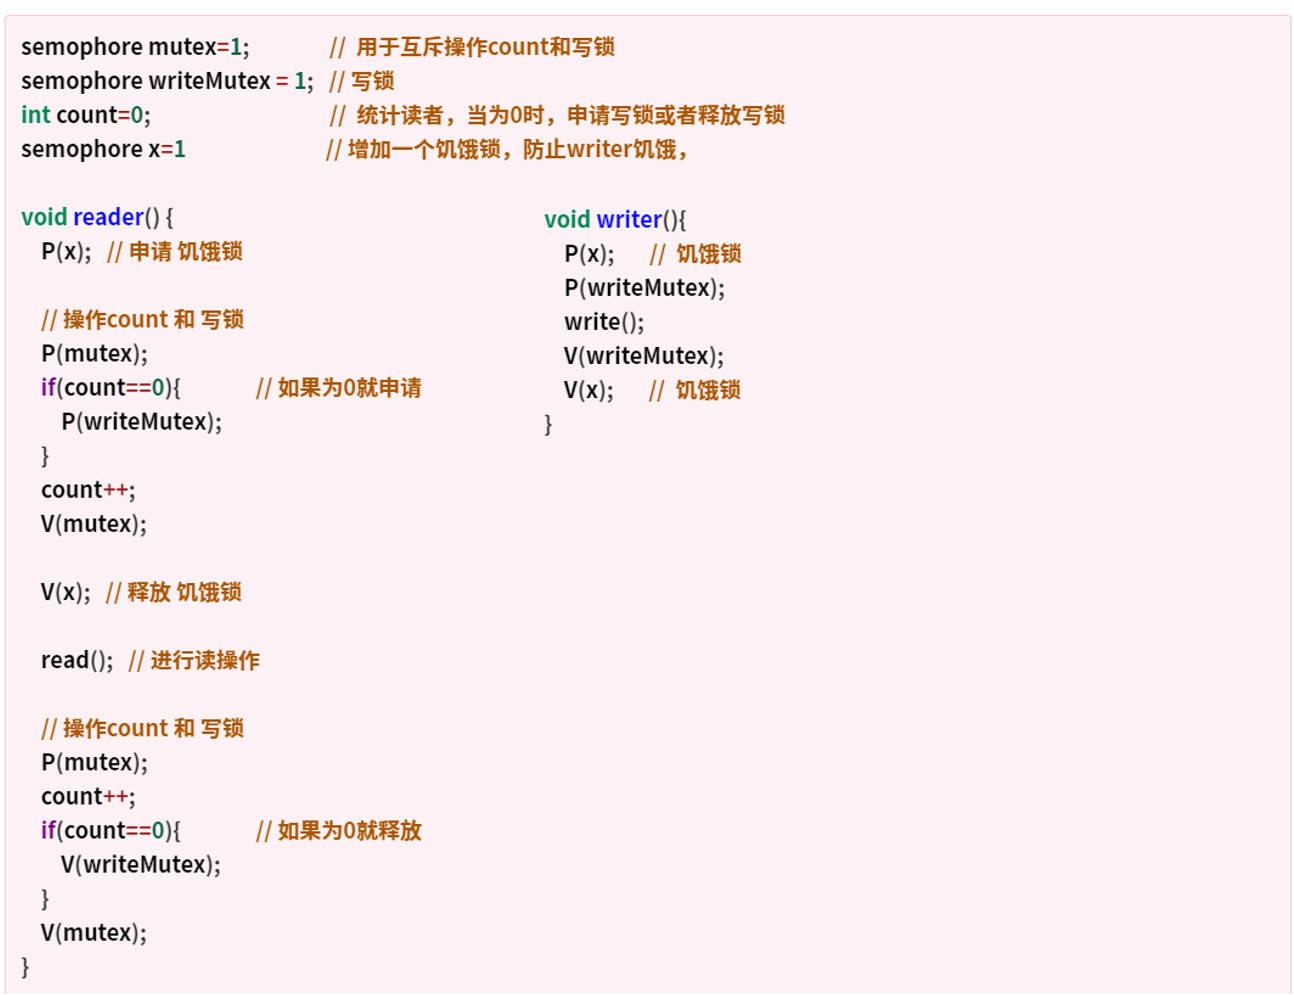 semophore mutex=1; // 用于互斥操作count和写锁
semophore writeMutex = 1; // 写锁
int count=0; // 统计读者，当为0时，申请写锁或者释放写锁
semophore x=1 // 增加一个饥饿锁，防止writer饥饿，
void reader() {
P(x); // 申请 饥饿锁
// 操作count 和 写锁
P(mutex);
if(count==0){ // 如果为0就申请
P(writeMutex);
}
count++;
V(mutex);
V(x); // 释放 饥饿锁
read(); // 进行读操作
// 操作count 和 写锁
P(mutex);
count++;
if(count==0){ // 如果为0就释放
V(writeMutex);
}
V(mutex);
}
void writer(){
P(x); // 饥饿锁
P(writeMutex);
write();
V(writeMutex);
V(x); // 饥饿锁
}